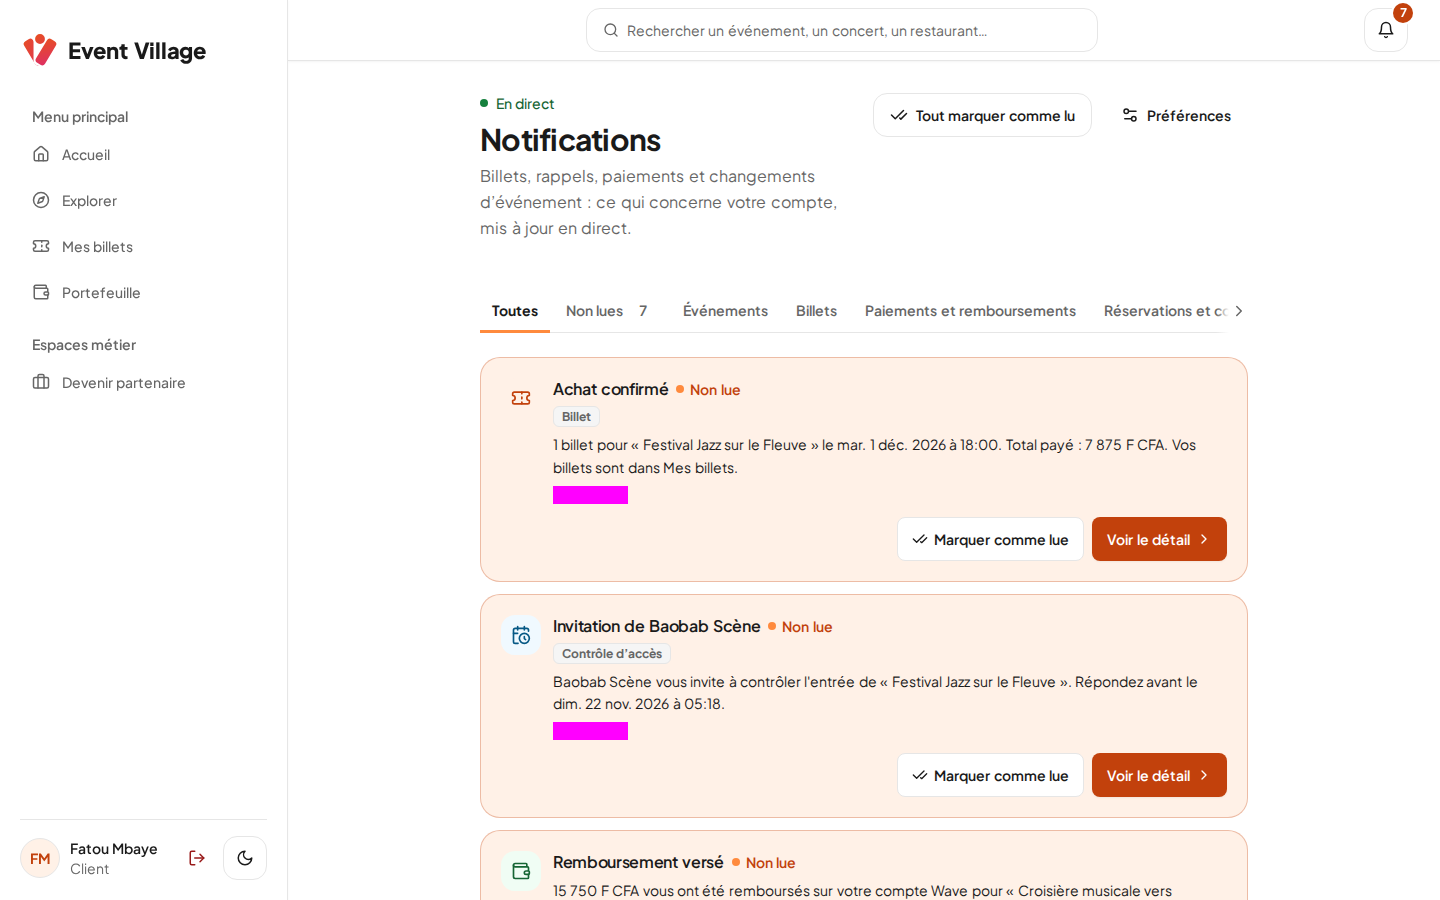 Event Village
Rechercher un événement, un concert, un restaurant…
7
Menu principal
Accueil
Explorer
Mes billets
Portefeuille
Espaces métier
Devenir partenaire
FM
Fatou Mbaye
Client
En direct
Notifications
Billets, rappels, paiements et changements
d’événement : ce qui concerne votre compte,
mis à jour en direct.
Tout marquer comme lu
Préférences
Toutes
Non lues 7
Événements
Billets
Paiements et remboursements
Réservations et
Achat confirmé
Non lue
Billet
1 billet pour « Festival Jazz sur le Fleuve » le mar. 1 déc. 2026 à 18:00. Total payé : 7 875 F CFA. Vos
billets sont dans Mes billets.
Marquer comme lue
Voir le détail
Invitation de Baobab Scène
Non lue
Contrôle d’accès
Baobab Scène vous invite à contrôler l'entrée de « Festival Jazz sur le Fleuve ». Répondez avant le
dim. 22 nov. 2026 à 05:18.
Marquer comme lue
Voir le détail
Remboursement versé
Non lue
15 750 F CFA vous ont été remboursés sur votre compte Wave pour « Croisière musicale vers